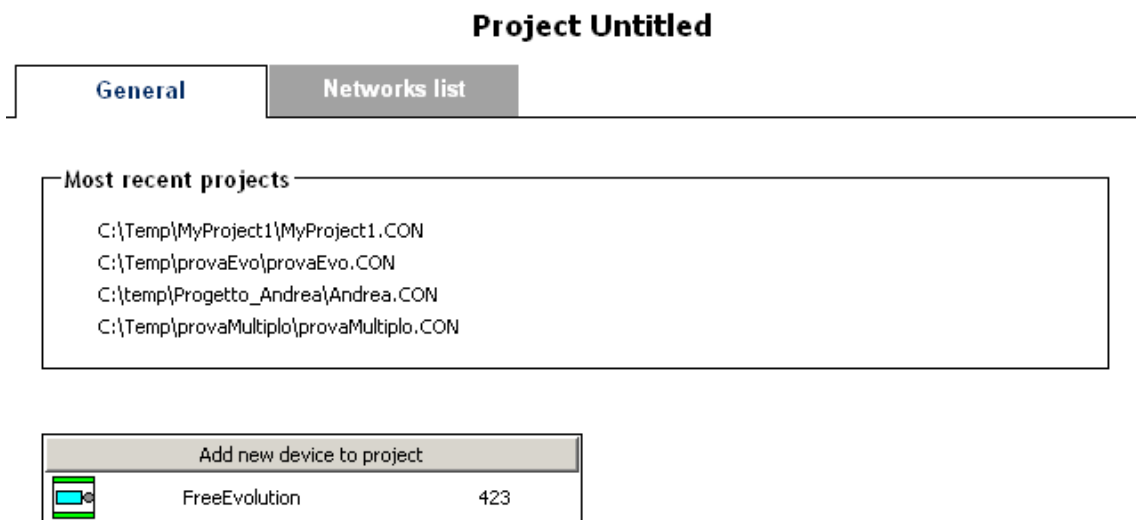 Project Untitled
General
Networks list
Most recent projects
C:\Temp\MyProject1\MyProject1.CON
C:\Temp\provaEvo\provaEvo.CON
C:\temp\Progetto_Andrea\Andrea.CON
C:\Temp\provaMultiplo\provaMultiplo.CON
Add new device to project
FreeEvolution 423